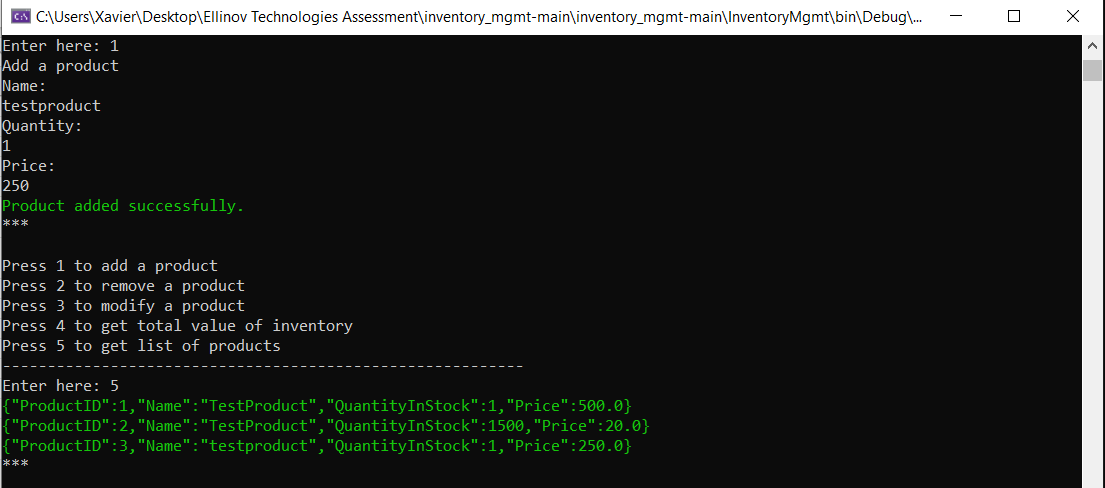 C:\Users\Xavier\Desktop\Ellinov Technologies Assessment\inventory_mgmt-main\inventory_mgmt-main\InventoryMgmt\bin\Debug\...
Enter here: 1
Add a product
Name:
testproduct
Quantity:
1
Price:
250
Product added successfully.
***
Press 1 to add a product
Press 2 to remove a product
Press 3 to modify a product
Press 4 to get total value of inventory
Press 5 to get list of products
----------------------------------------------------------
Enter here: 5
{"ProductID":1,"Name":"TestProduct","QuantityInStock":1,"Price":500.0}
{"ProductID":2,"Name":"TestProduct","QuantityInStock":1500,"Price":20.0}
{"ProductID":3,"Name":"testproduct","QuantityInStock":1,"Price":250.0}
***